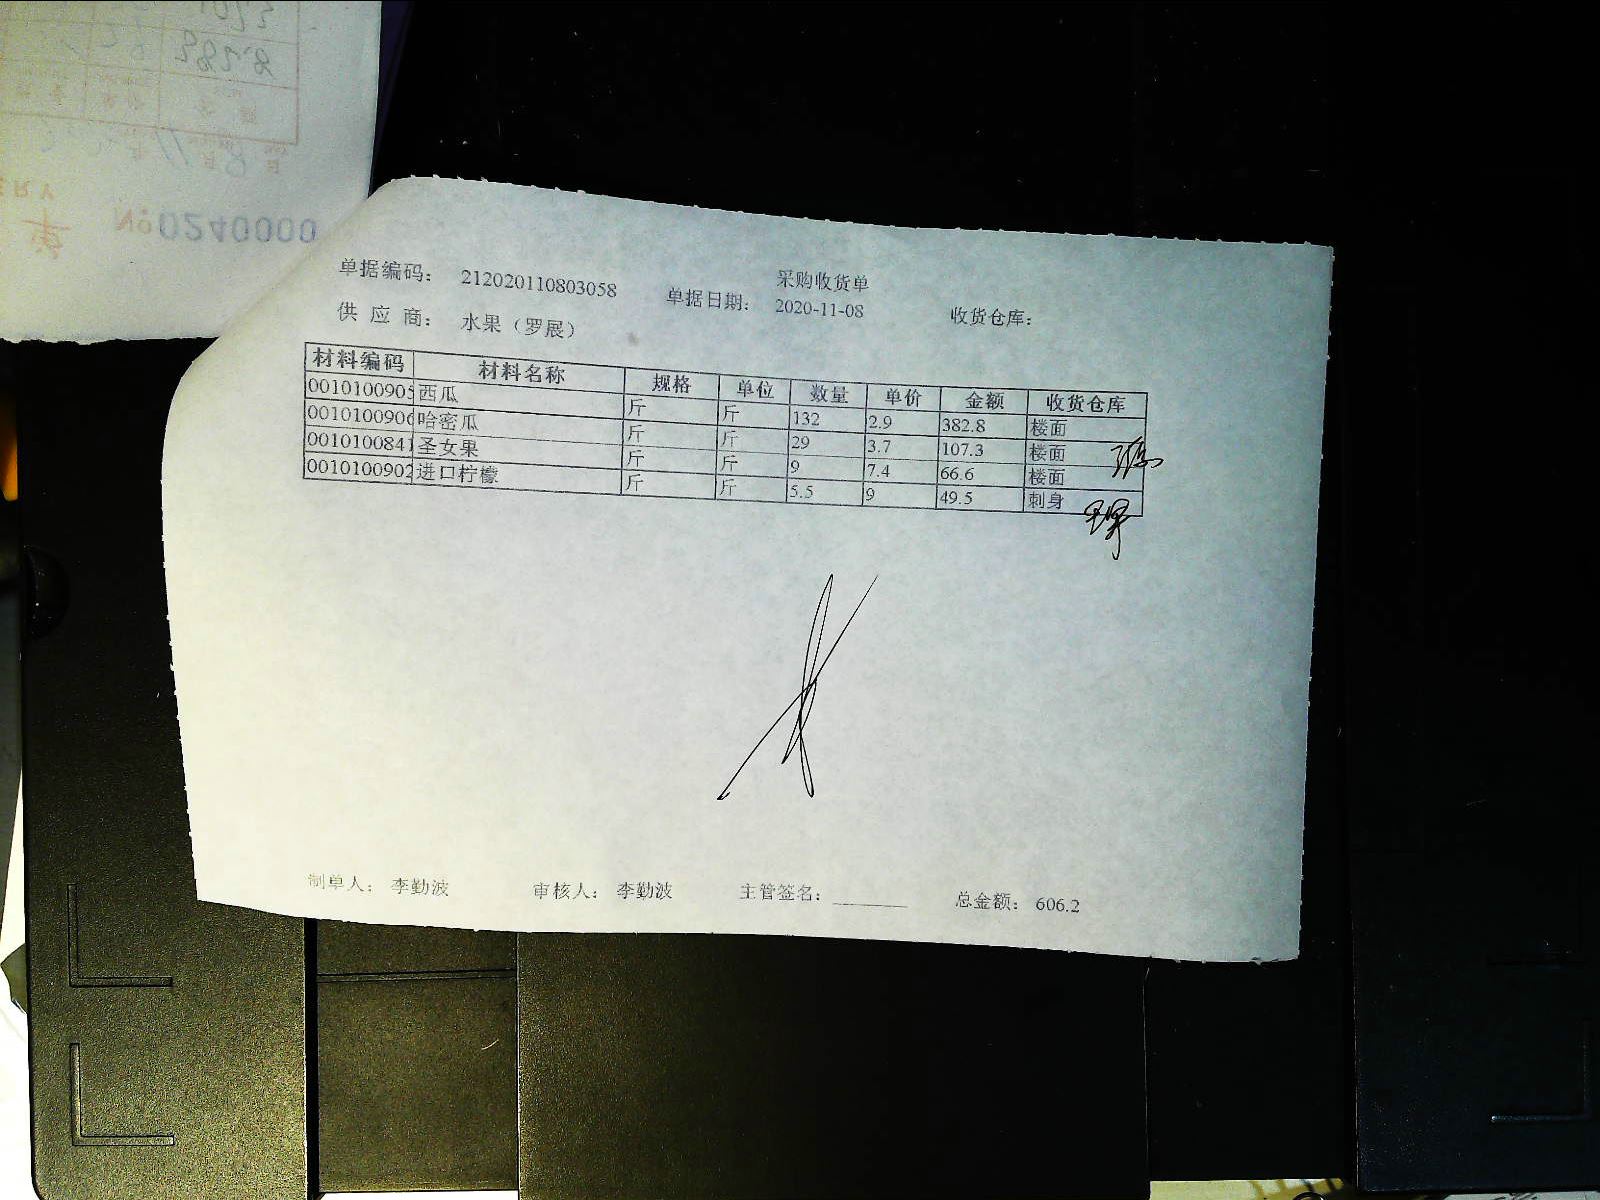 №0240000
采购收货单
单据编码： 212020110803058 单据日期： 2020-11-08 收货仓库：
供 应 商： 水果（罗展）
材料编码 材料名称 规格 单位 数量 单价 金额 收货仓库
0010100905 西瓜 斤 斤 132 2.9 382.8 楼面
0010100906 哈密瓜 斤 斤 29 3.7 107.3 楼面
0010100841 圣女果 斤 斤 9 7.4 66.6 楼面
0010100902 进口柠檬 斤 斤 5.5 9 49.5 刺身
制单人： 李勤波 审核人： 李勤波 主管签名： 总金额： 606.2